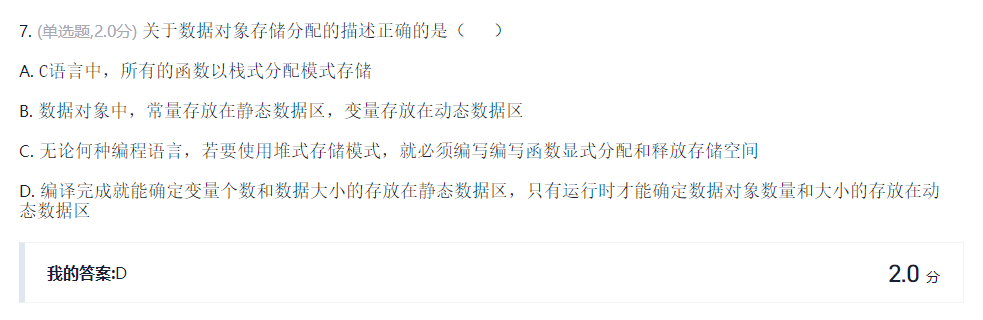 7. (单选题,2.0分) 关于数据对象存储分配的描述正确的是（ ）
A. C语言中，所有的函数以栈式分配模式存储
B. 数据对象中，常量存放在静态数据区，变量存放在动态数据区
C. 无论何种编程语言，若要使用堆式存储模式，就必须编写编写函数显式分配和释放存储空间
D. 编译完成就能确定变量个数和数据大小的存放在静态数据区，只有运行时才能确定数据对象数量和大小的存放在动
态数据区
我的答案:D 2.0 分